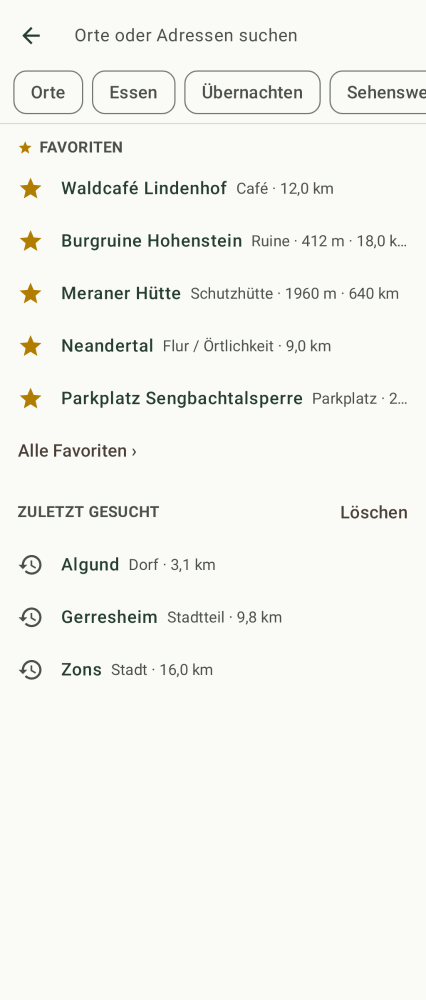 Orte oder Adressen suchen
Orte Essen Übernachten Sehenswe
FAVORITEN
Waldcafé Lindenhof Café · 12,0 km
Burgruine Hohenstein Ruine · 412 m · 18,0 k…
Meraner Hütte Schutzhütte · 1960 m · 640 km
Neandertal Flur / Örtlichkeit · 9,0 km
Parkplatz Sengbachtalsperre Parkplatz · 2…
Alle Favoriten ›
ZULETZT GESUCHT Löschen
Algund Dorf · 3,1 km
Gerresheim Stadtteil · 9,8 km
Zons Stadt · 16,0 km